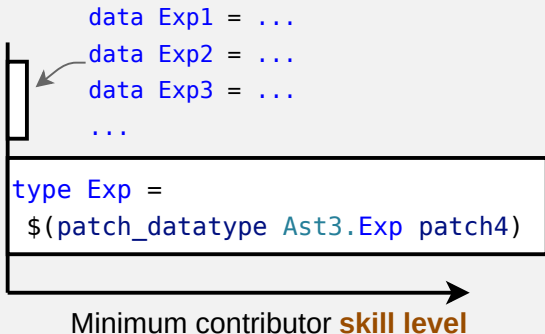 data Exp1 = ...
data Exp2 = ...
data Exp3 = ...
...
type Exp =
$(patch_datatype Ast3.Exp patch4)
Minimum contributor skill level